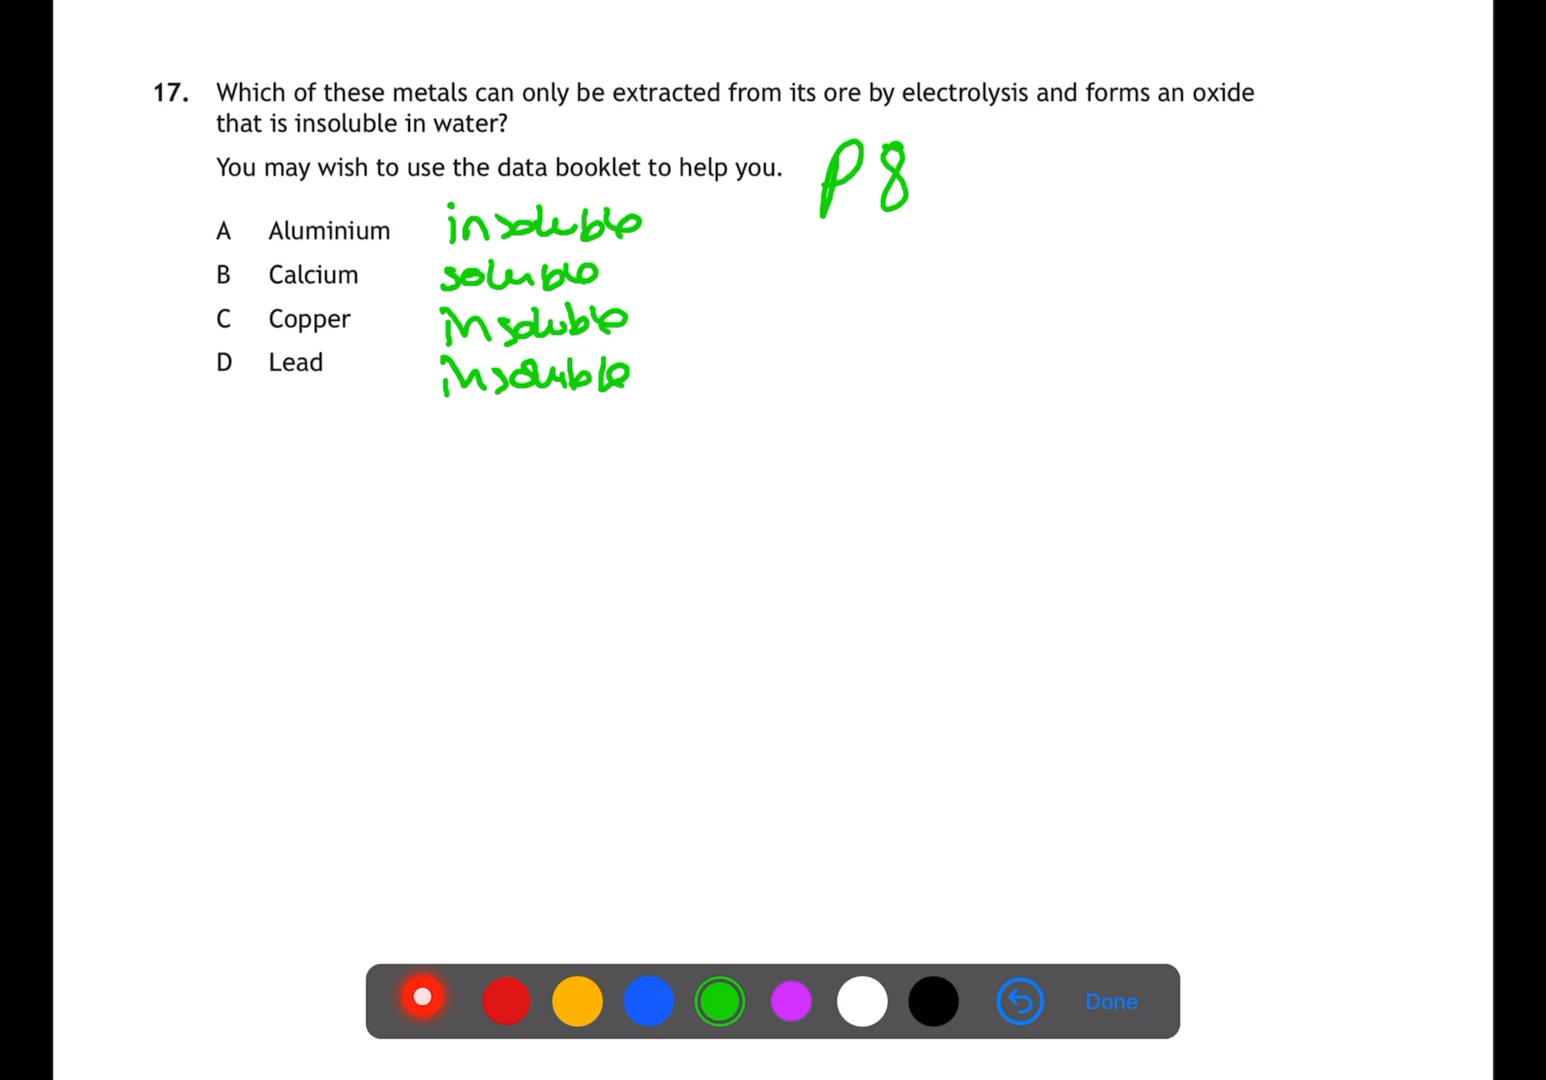 17. Which of these metals can only be extracted from its ore by electrolysis and forms an oxide
that is insoluble in water?
You may wish to use the data booklet to help you.
P8
A Aluminium insoluble
B Calcium soluble
C Copper insoluble
D Lead insoluble
Done